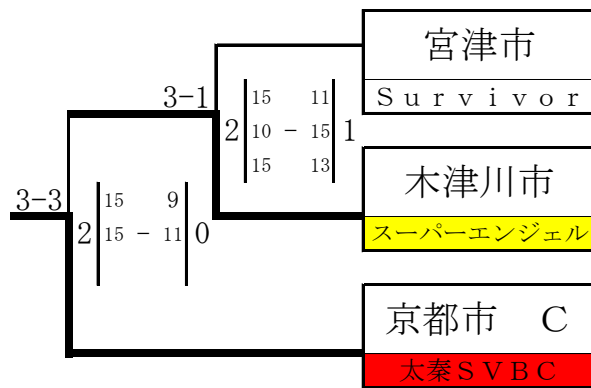 宮津市
Ｓｕｒｖｉｖｏｒ
3-1
15 11
2 10 - 15 1
15 13
木津川市
スーパーエンジェル
3-3
15 9
2 15 - 11 0
京都市　Ｃ
太秦ＳＶＢＣ